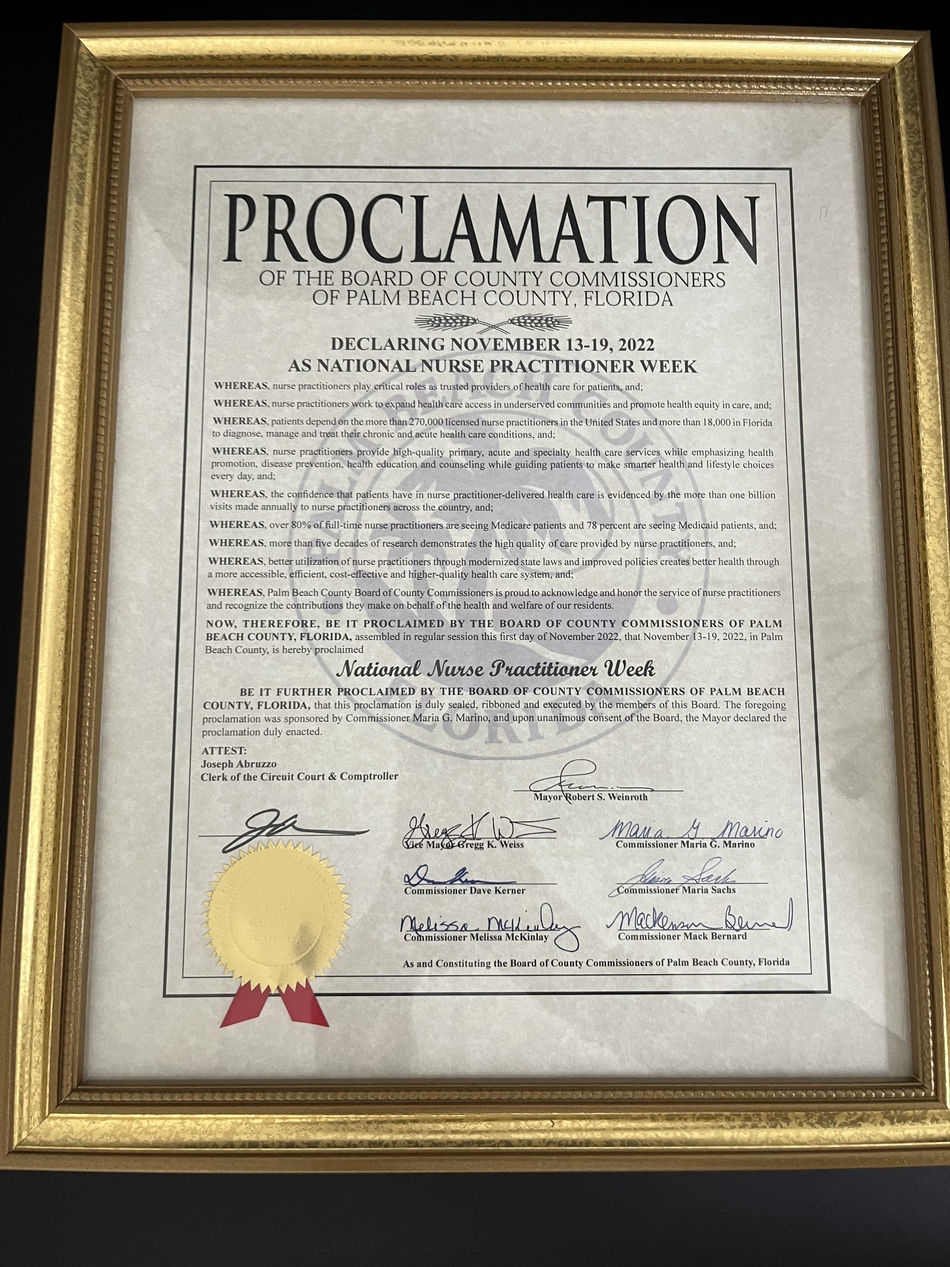 PROCLAMATION
OF THE BOARD OF COUNTY COMMISSIONERS
OF PALM BEACH COUNTY, FLORIDA
DECLARING NOVEMBER 13-19, 2022
AS NATIONAL NURSE PRACTITIONER WEEK
WHEREAS, nurse practitioners play critical roles as trusted providers of health care for patients, and;
WHEREAS, nurse practitioners work to expand health care access in underserved communities and promote health equity in care, and;
WHEREAS, patients depend on the more than 270,000 licensed nurse practitioners in the United States and more than 18,000 in Florida
to diagnose, manage and treat their chronic and acute health care conditions, and;
WHEREAS, nurse practitioners provide high-quality primary, acute and specialty health care services while emphasizing health
promotion, disease prevention, health education and counseling while guiding patients to make smarter health and lifestyle choices
every day, and;
WHEREAS, the confidence that patients have in nurse practitioner-delivered health care is evidenced by the more than one billion
visits made annually to nurse practitioners across the country, and;
WHEREAS, over 80% of full-time nurse practitioners are seeing Medicare patients and 78 percent are seeing Medicaid patients, and;
WHEREAS, more than five decades of research demonstrates the high quality of care provided by nurse practitioners, and;
WHEREAS, better utilization of nurse practitioners through modernized state laws and improved policies creates better health through
a more accessible, efficient, cost-effective and higher-quality health care system, and;
WHEREAS, Palm Beach County Board of County Commissioners is proud to acknowledge and honor the service of nurse practitioners
and recognize the contributions they make on behalf of the health and welfare of our residents.
NOW, THEREFORE, BE IT PROCLAIMED BY THE BOARD OF COUNTY COMMISSIONERS OF PALM
BEACH COUNTY, FLORIDA, assembled in regular session this first day of November 2022, that November 13-19, 2022, in Palm
Beach County, is hereby proclaimed
National Nurse Practitioner Week
BE IT FURTHER PROCLAIMED BY THE BOARD OF COUNTY COMMISSIONERS OF PALM BEACH
COUNTY, FLORIDA, that this proclamation is duly sealed, ribboned and executed by the members of this Board. The foregoing
proclamation was sponsored by Commissioner Maria G. Marino, and upon unanimous consent of the Board, the Mayor declared the
proclamation duly enacted.
PALM BEACH COUNTY
FLORIDA
ATTEST:
Joseph Abruzzo
Clerk of the Circuit Court & Comptroller
Mayor Robert S. Weinroth
Gregg K W
Maria G Marino
Vice Mayor Gregg K. Weiss
Commissioner Maria G. Marino
Maria Sachs
Commissioner Dave Kerner
Commissioner Maria Sachs
Melissa McKinlay
Mackenson Bernard
Commissioner Melissa McKinlay
Commissioner Mack Bernard
As and Constituting the Board of County Commissioners of Palm Beach County, Florida